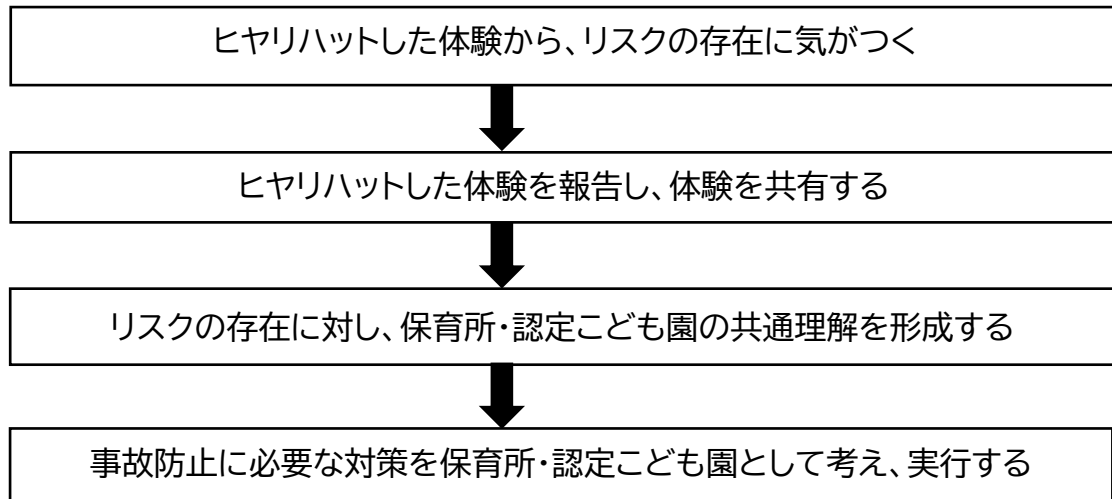 ヒヤリハットした体験から、リスクの存在に気がつく
ヒヤリハットした体験を報告し、体験を共有する
リスクの存在に対し、保育所・認定こども園の共通理解を形成する
事故防止に必要な対策を保育所・認定こども園として考え、実行する